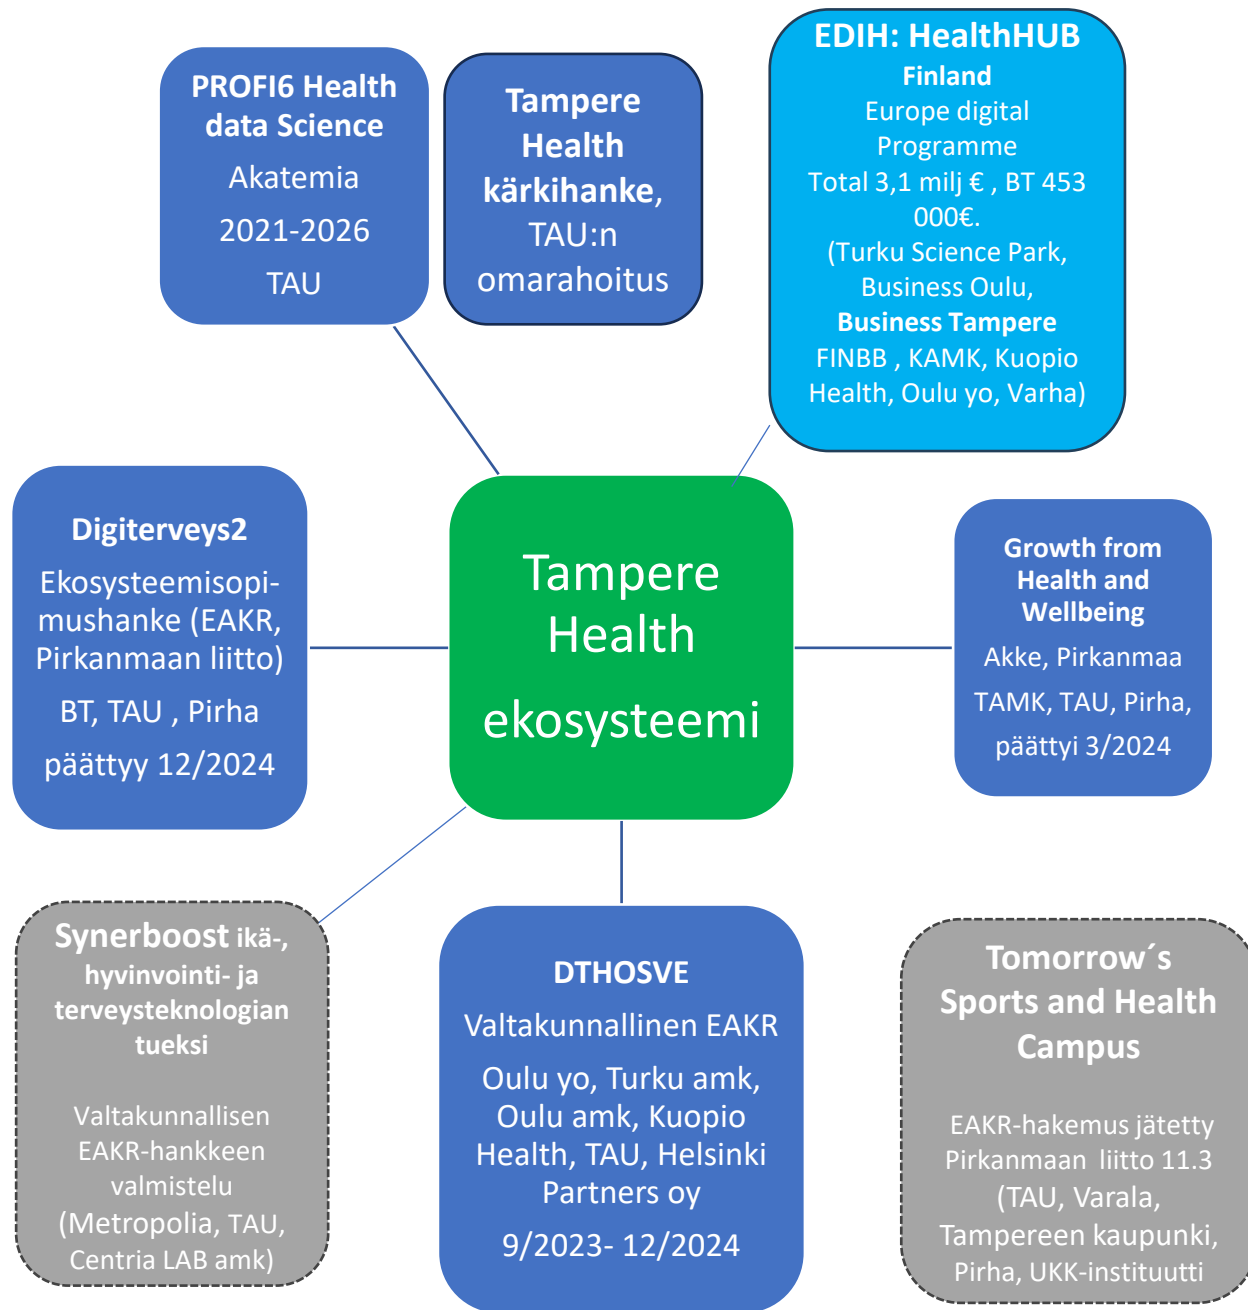 PROFI6 Health
data Science
Akatemia
2021-2026
TAU
Tampere
Health
kärkihanke,
TAU:n
omarahoitus
EDIH: HealthHUB
Finland
Europe digital
Programme
Total 3,1 milj € , BT 453
000€.
(Turku Science Park,
Business Oulu,
Business Tampere
FINBB , KAMK, Kuopio
Health, Oulu yo, Varha)
Digiterveys2
Ekosysteemisopi-
mushanke (EAKR,
Pirkanmaan liitto)
BT, TAU , Pirha
päättyy 12/2024
Tampere
Health
ekosysteemi
Growth from
Health and
Wellbeing
Akke, Pirkanmaa
TAMK, TAU, Pirha,
päättyi 3/2024
Synerboost ikä-,
hyvinvointi- ja
terveysteknologian
tueksi
Valtakunnallisen
EAKR-hankkeen
valmistelu
(Metropolia, TAU,
Centria LAB amk)
DTHOSVE
Valtakunnallinen EAKR
Oulu yo, Turku amk,
Oulu amk, Kuopio
Health, TAU, Helsinki
Partners oy
9/2023- 12/2024
Tomorrow´s
Sports and Health
Campus
EAKR-hakemus jätetty
Pirkanmaan liitto 11.3
(TAU, Varala,
Tampereen kaupunki,
Pirha, UKK-instituutti